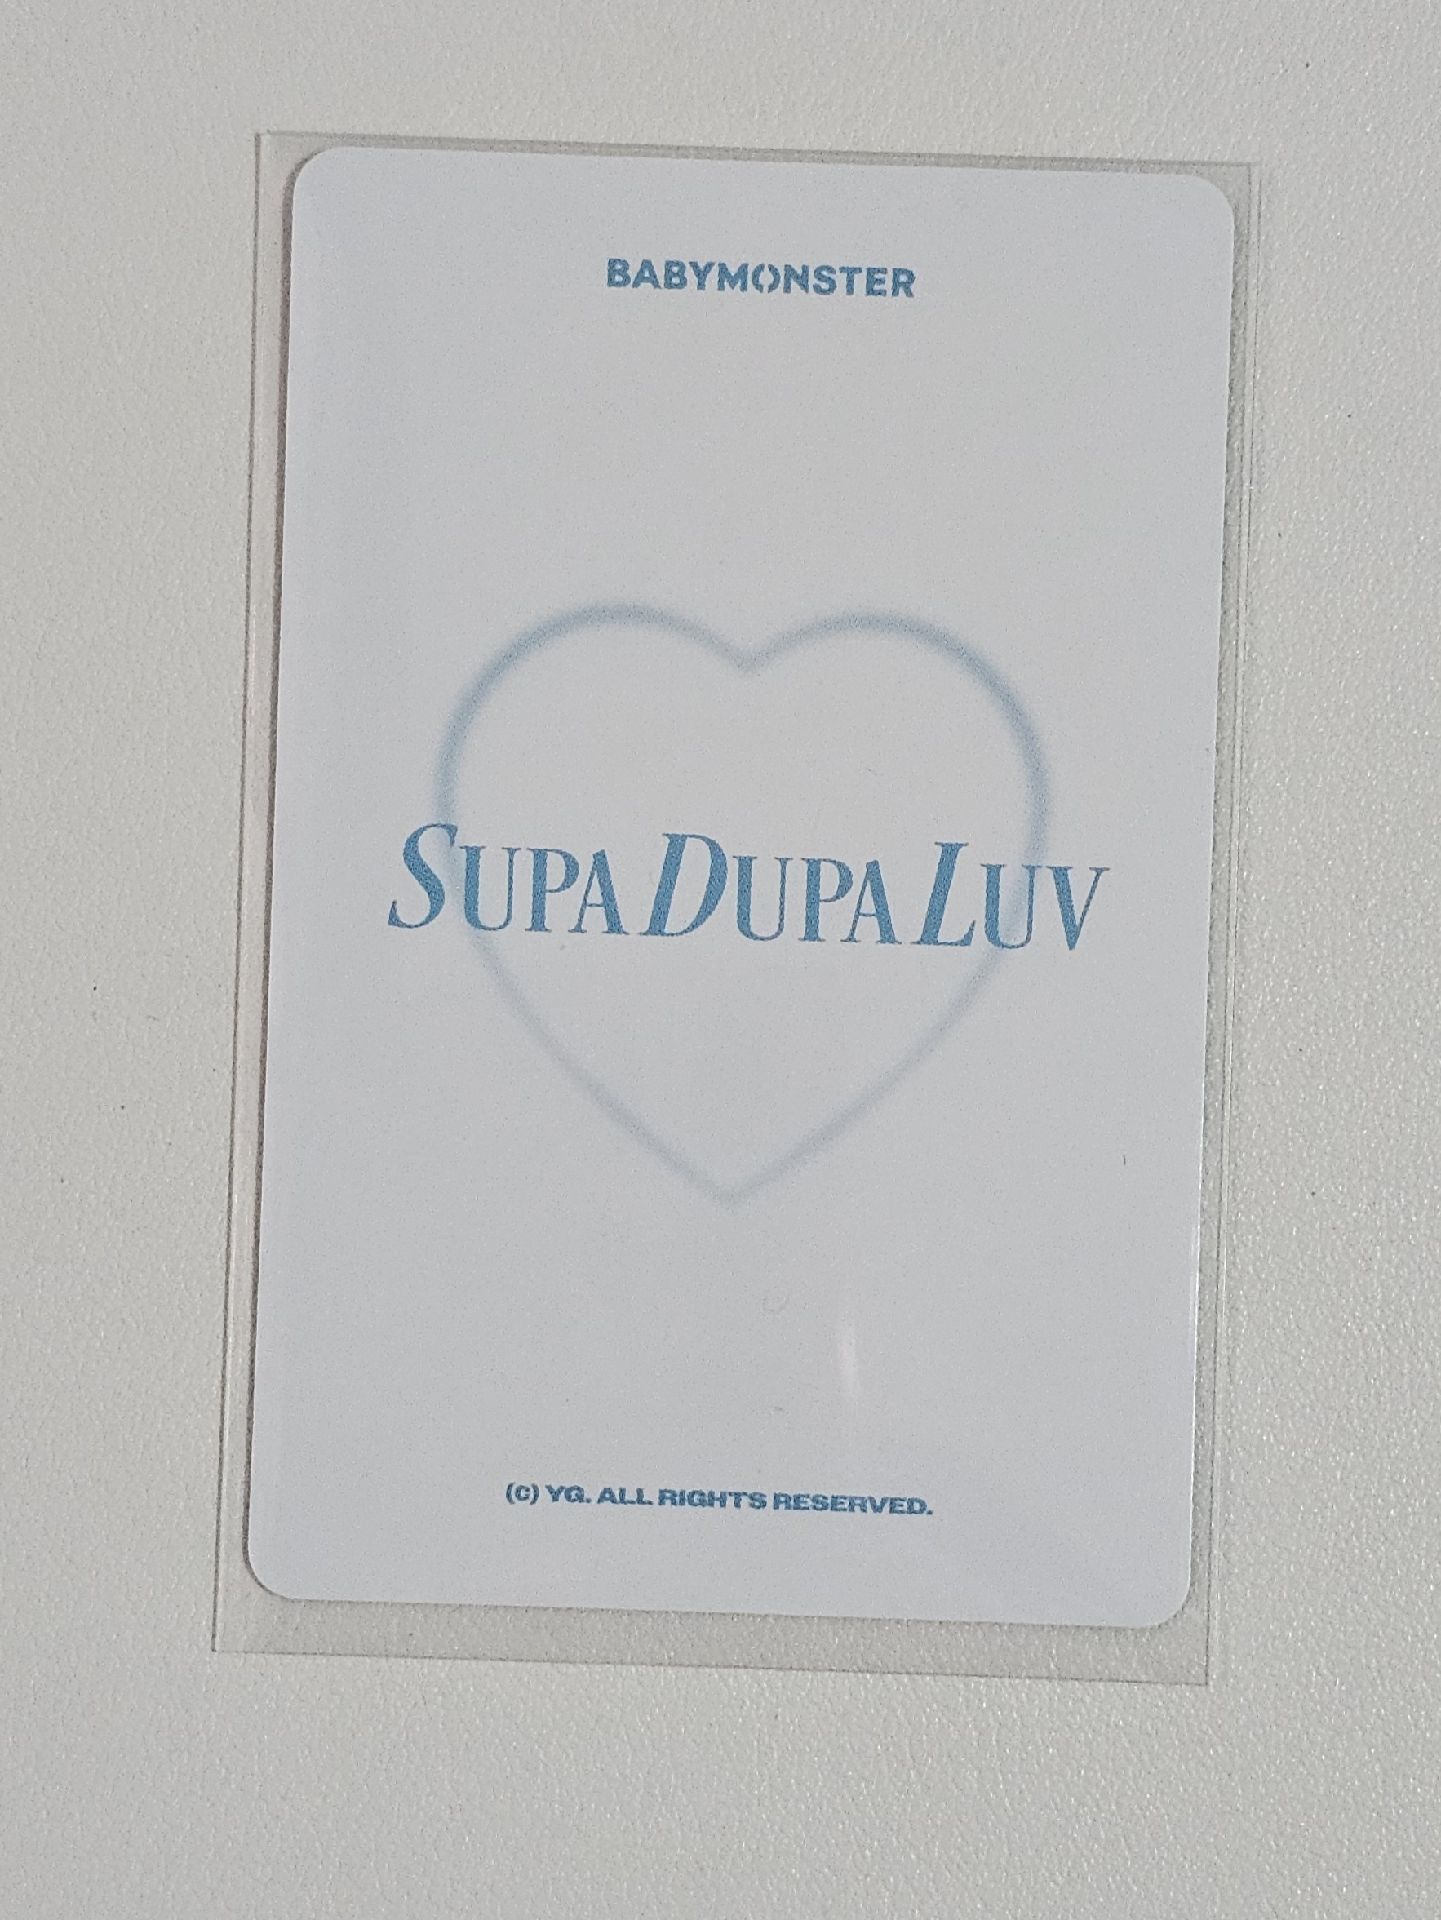 BABYMONSTER
SUPA DUPA LUV
(c) YG. ALL RIGHTS RESERVED.